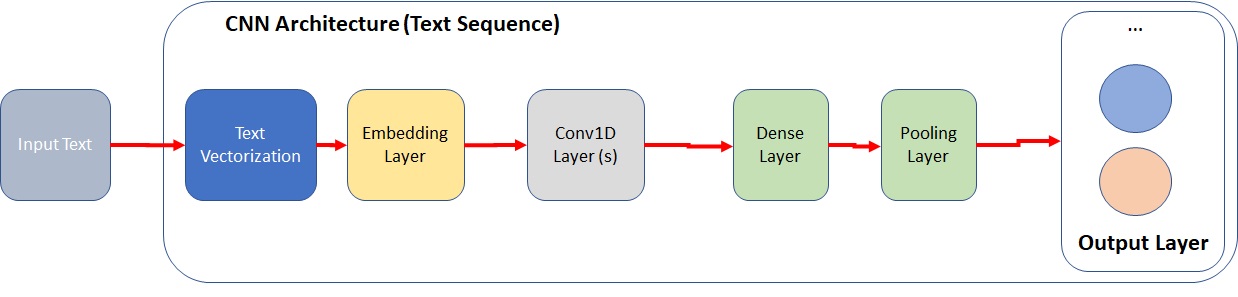 CNN Architecture (Text Sequence)
...
Input Text
Text
Vectorization
Embedding
Layer
Conv1D
Layer (s)
Dense
Layer
Pooling
Layer
Output Layer